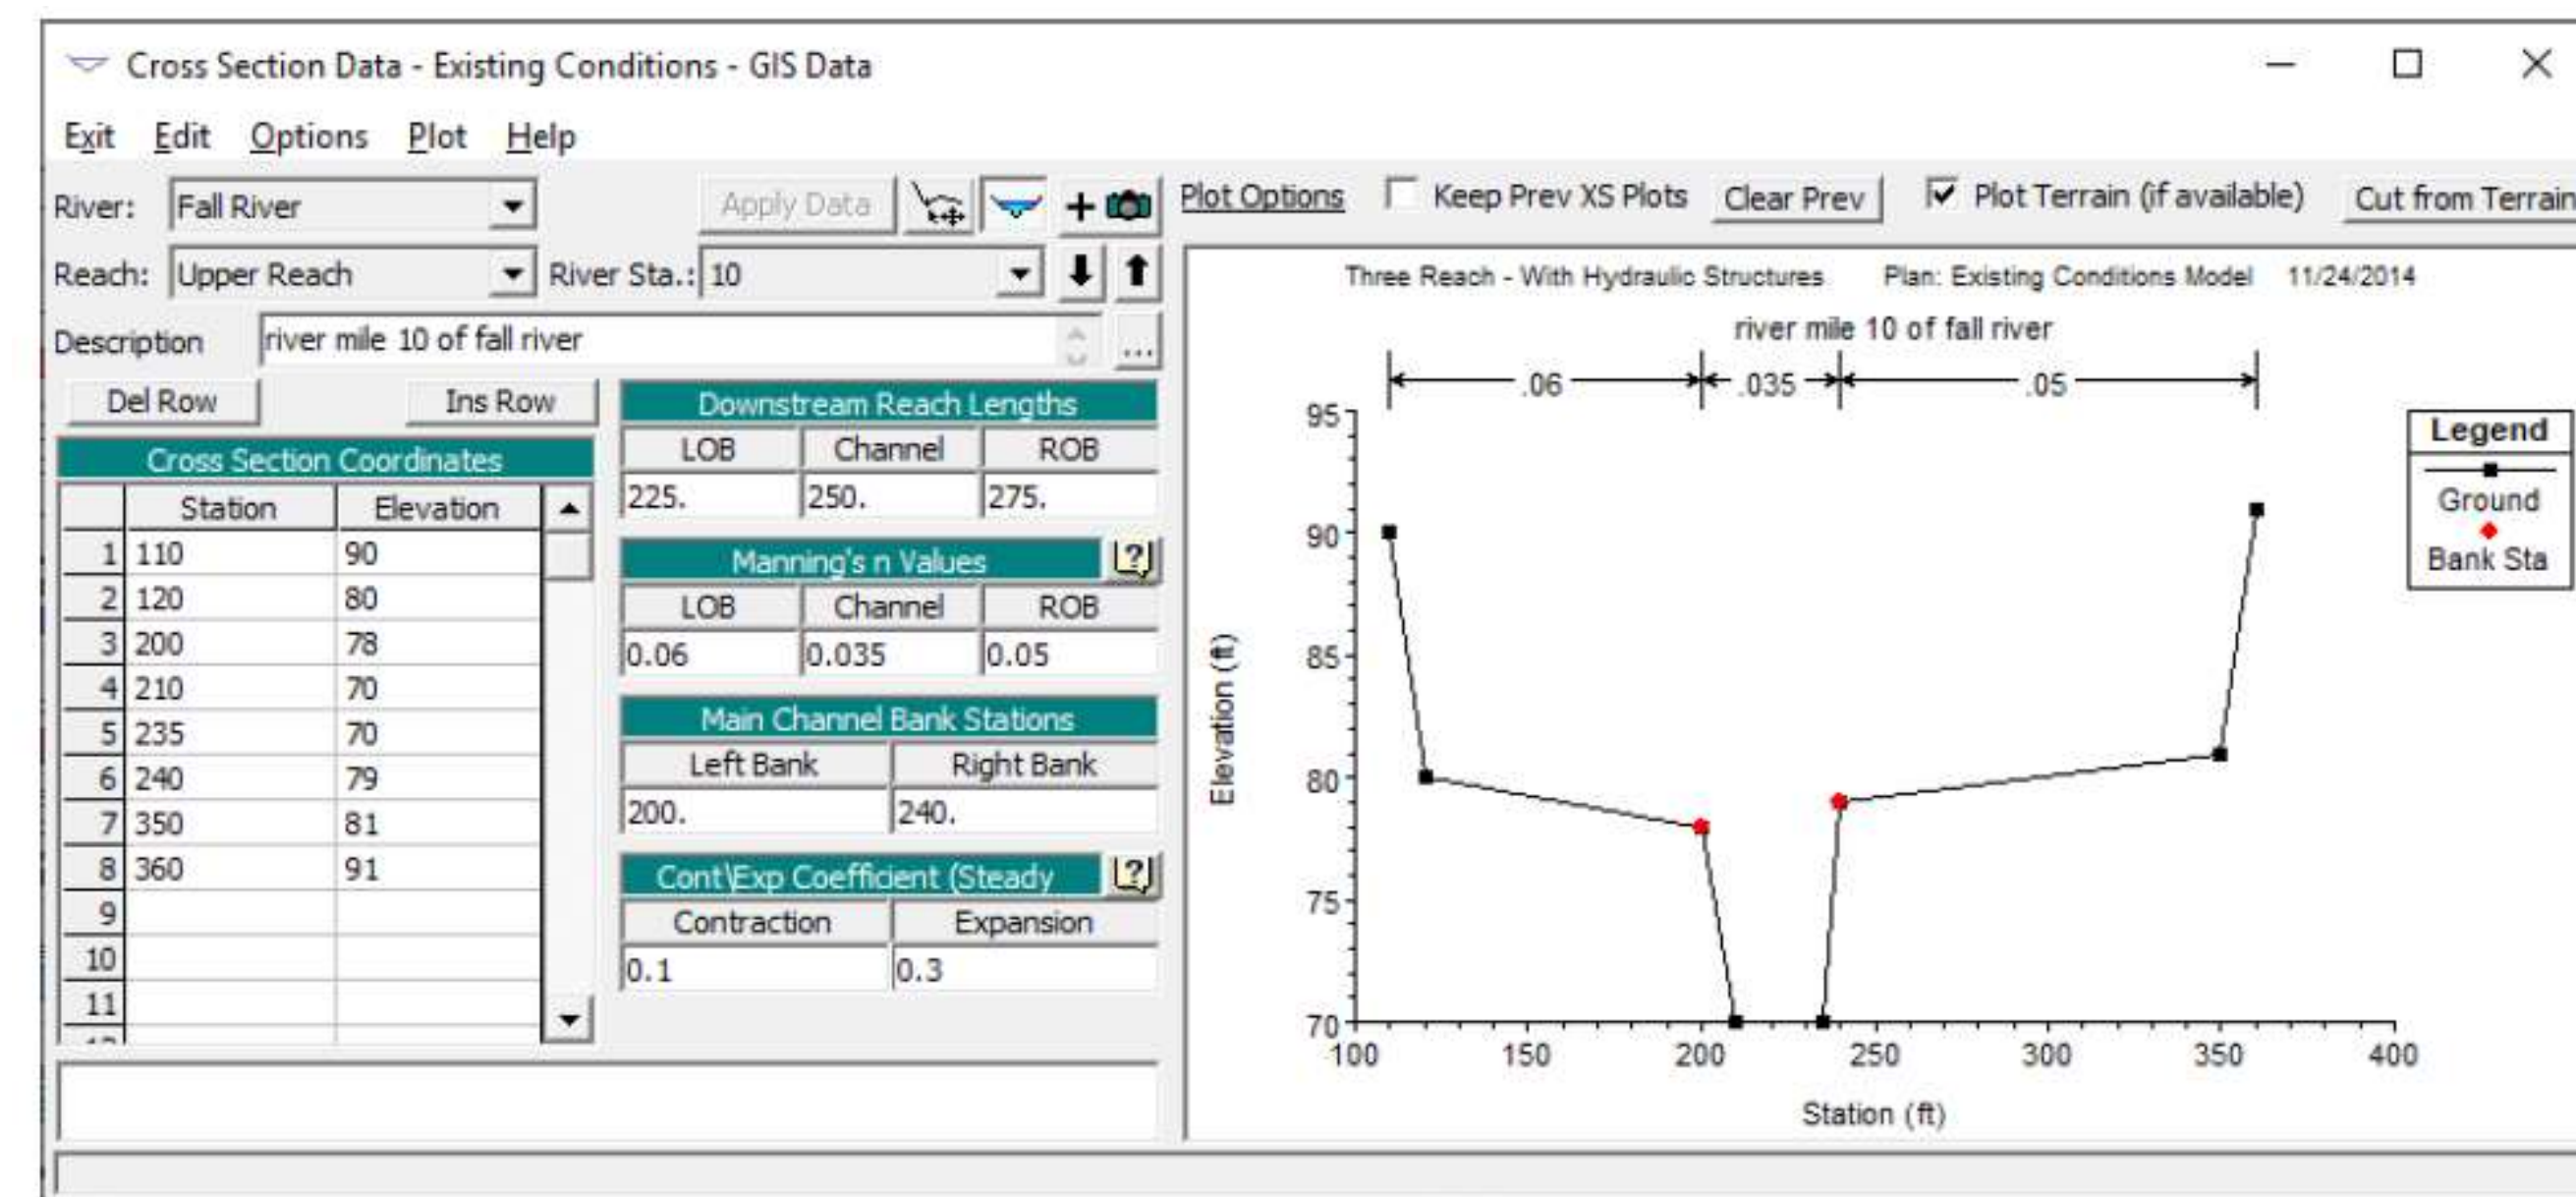 Cross Section Data - Existing Conditions - GIS Data
Exit Edit Options Plot Help
River: Fall River Apply Data + Plot Options Keep Prev XS Plots Clear Prev Plot Terrain (if available) Cut from Terrain
Reach: Upper Reach River Sta.: 10
Description river mile 10 of fall river ...
Del Row Ins Row
Cross Section Coordinates
Station Elevation
1 110 90
2 120 80
3 200 78
4 210 70
5 235 70
6 240 79
7 350 81
8 360 91
9
10
11
Downstream Reach Lengths
LOB Channel ROB
225. 250. 275.
Manning's n Values ?
LOB Channel ROB
0.06 0.035 0.05
Main Channel Bank Stations
Left Bank Right Bank
200. 240.
Cont\Exp Coefficient (Steady ?
Contraction Expansion
0.1 0.3
Three Reach - With Hydraulic Structures Plan: Existing Conditions Model 11/24/2014
river mile 10 of fall river
.06 .035 .05
95
90
85
80
75
70
Elevation (ft)
100 150 200 250 300 350 400
Station (ft)
Legend
Ground
Bank Sta